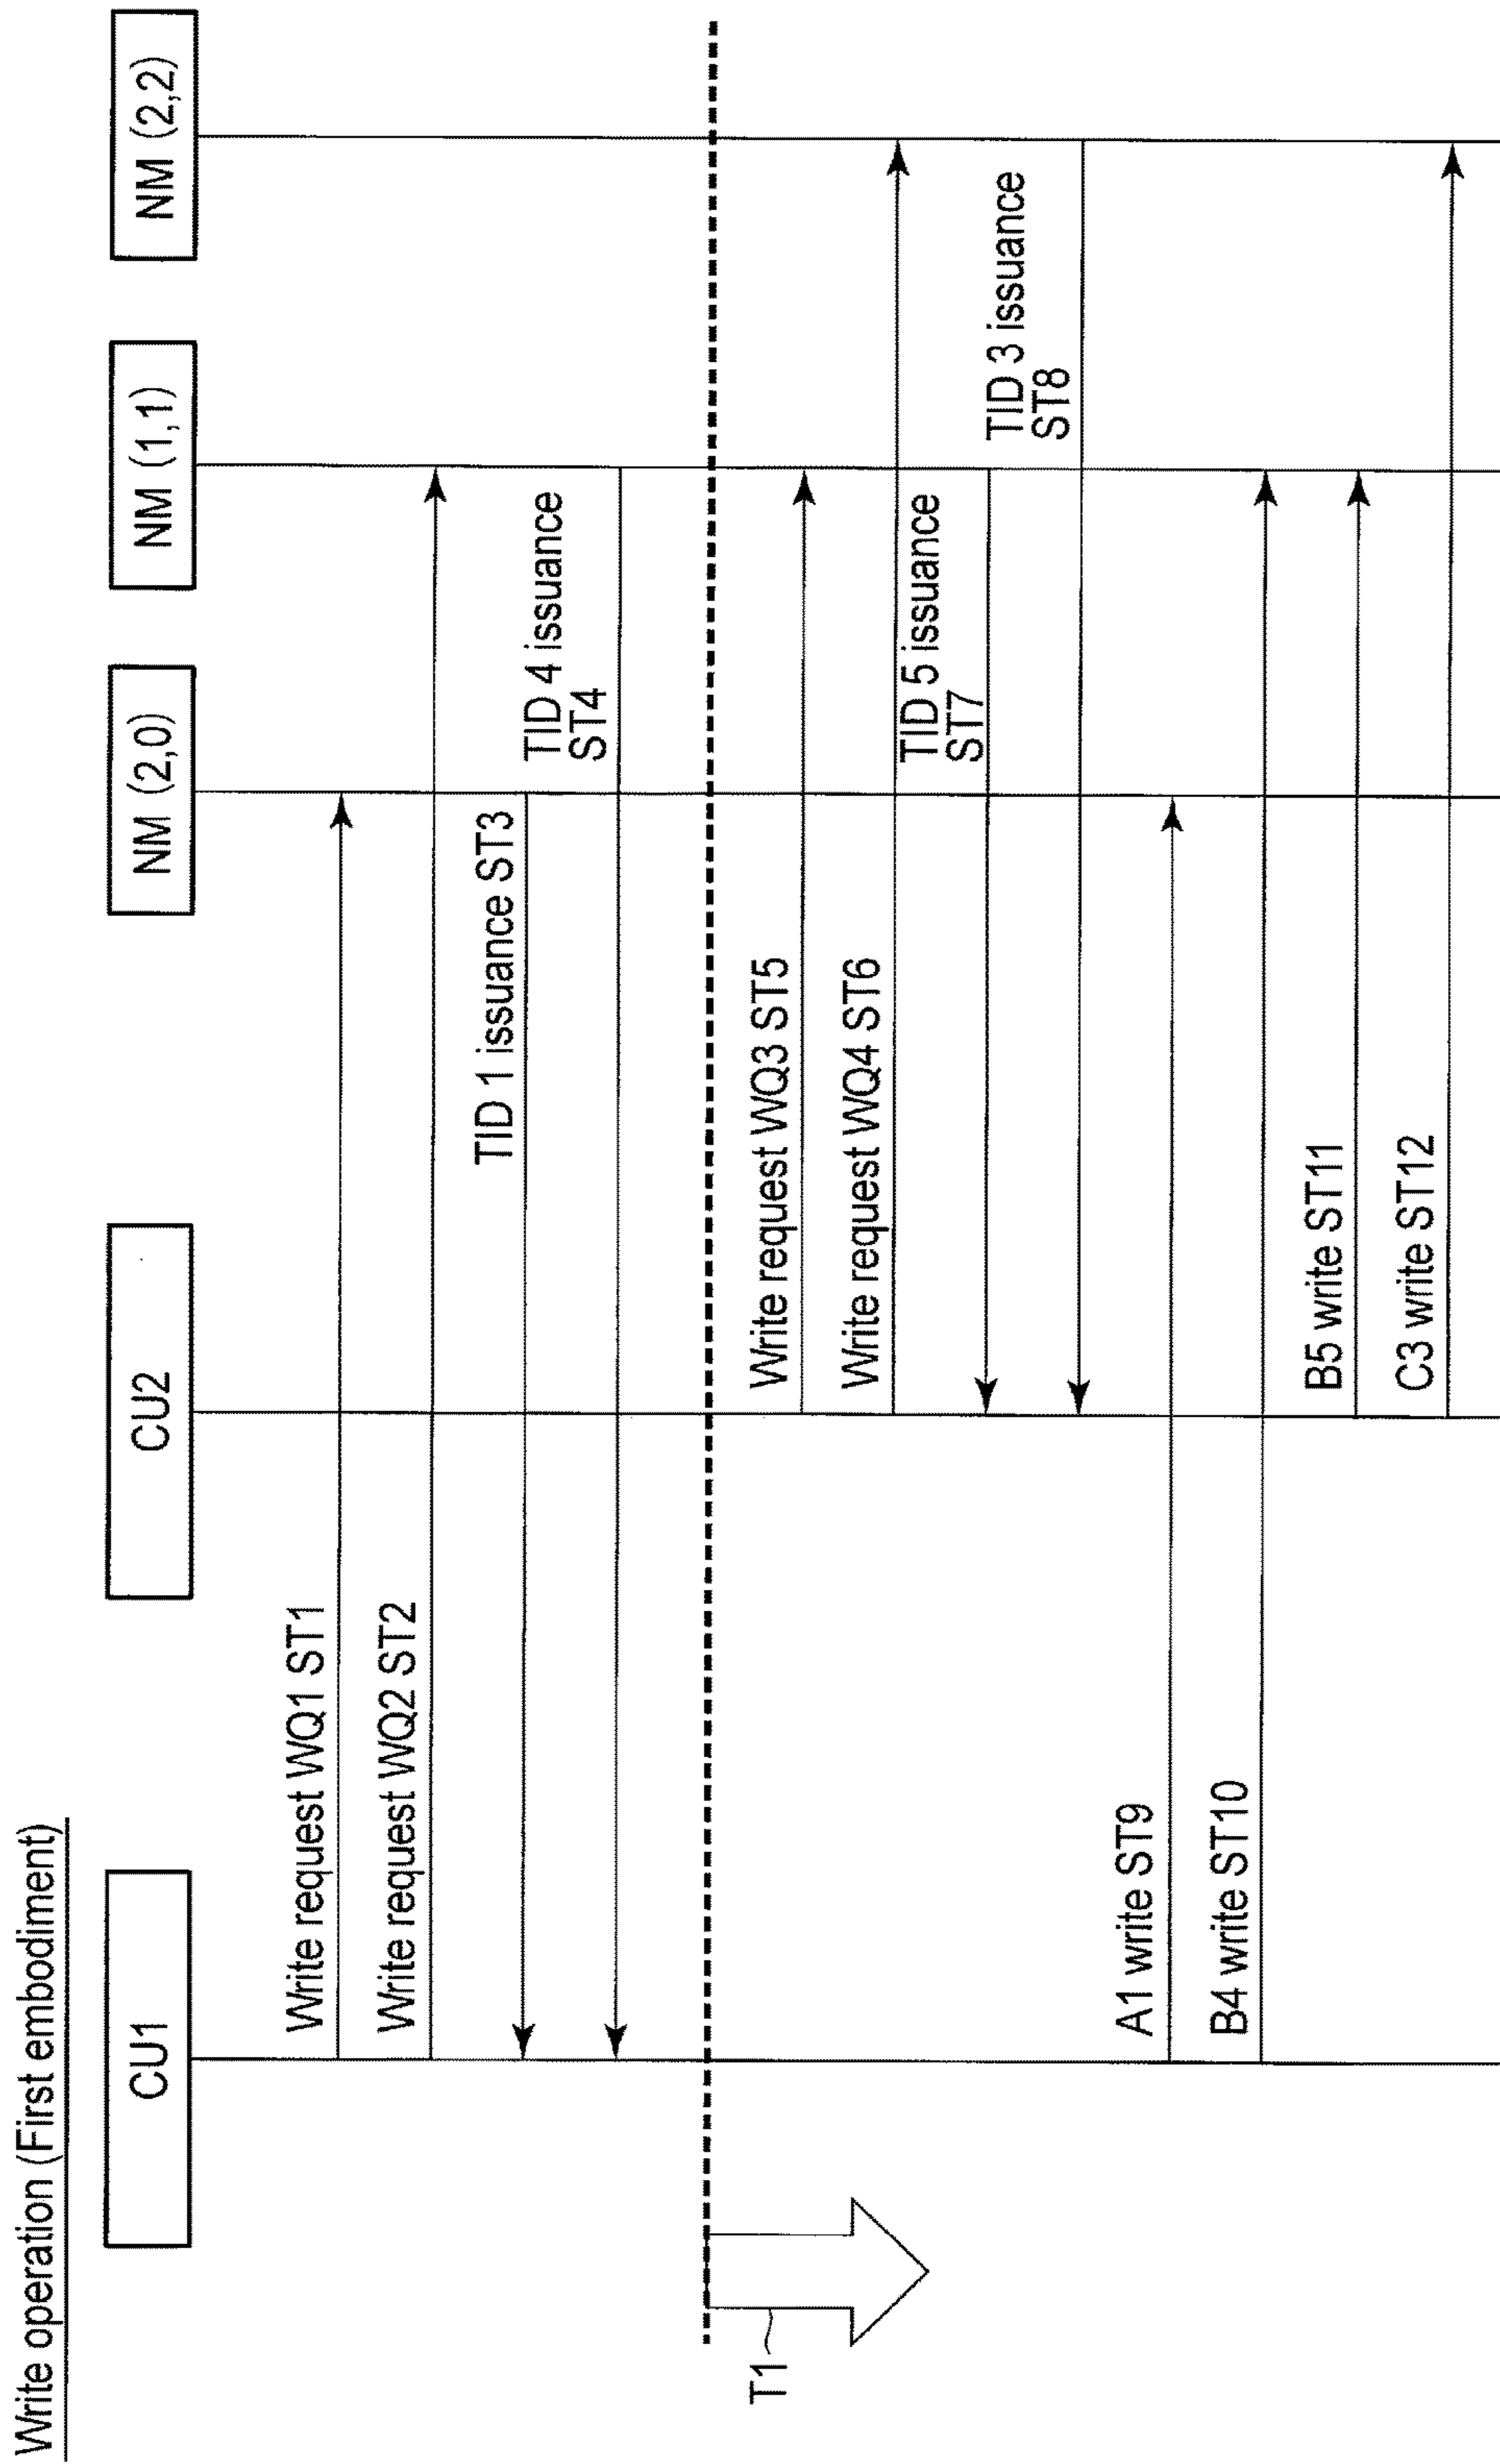 Write operation (First embodiment)
CU1
CU2
NM (2,0)
NM (1,1)
NM (2,2)
Write request WQ1 ST1
Write request WQ2 ST2
TID 1 issuance ST3
TID 4 issuance
ST4
T1
Write request WQ3 ST5
Write request WQ4 ST6
TID 5 issuance
ST7
TID 3 issuance
ST8
A1 write ST9
B4 write ST10
B5 write ST11
C3 write ST12